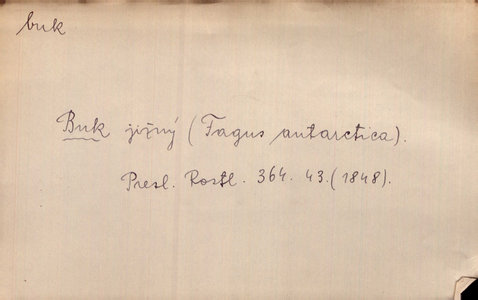 buk
Buk jižný (Fagus antarctica).
Presl. Rostl. 364. 43. (1848).